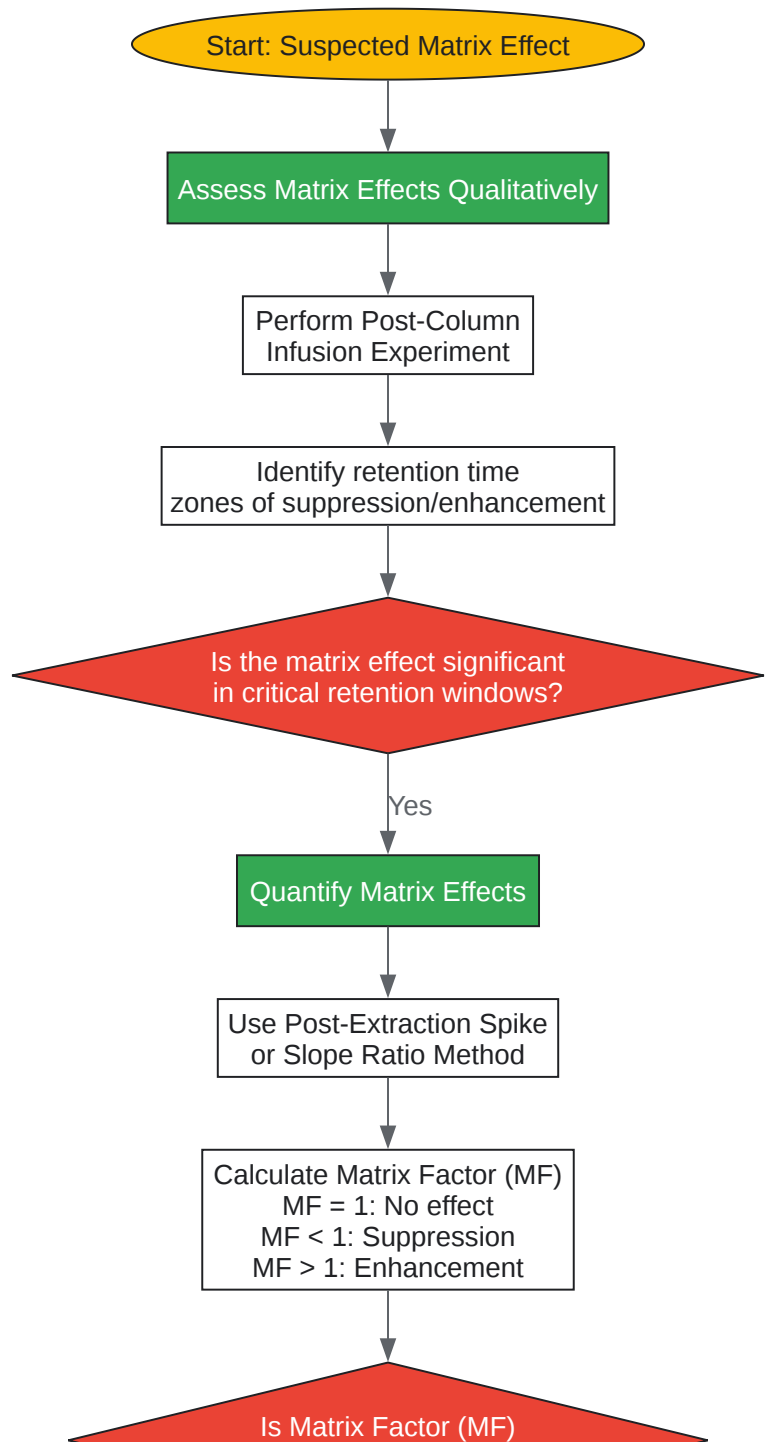 Start: Suspected Matrix Effect
Assess Matrix Effects Qualitatively
Perform Post-Column
Infusion Experiment
Identify retention time
zones of suppression/enhancement
Is the matrix effect significant
in critical retention windows?
Yes
Quantify Matrix Effects
Use Post-Extraction Spike
or Slope Ratio Method
Calculate Matrix Factor (MF)
MF = 1: No effect
MF < 1: Suppression
MF > 1: Enhancement
Is Matrix Factor (MF)